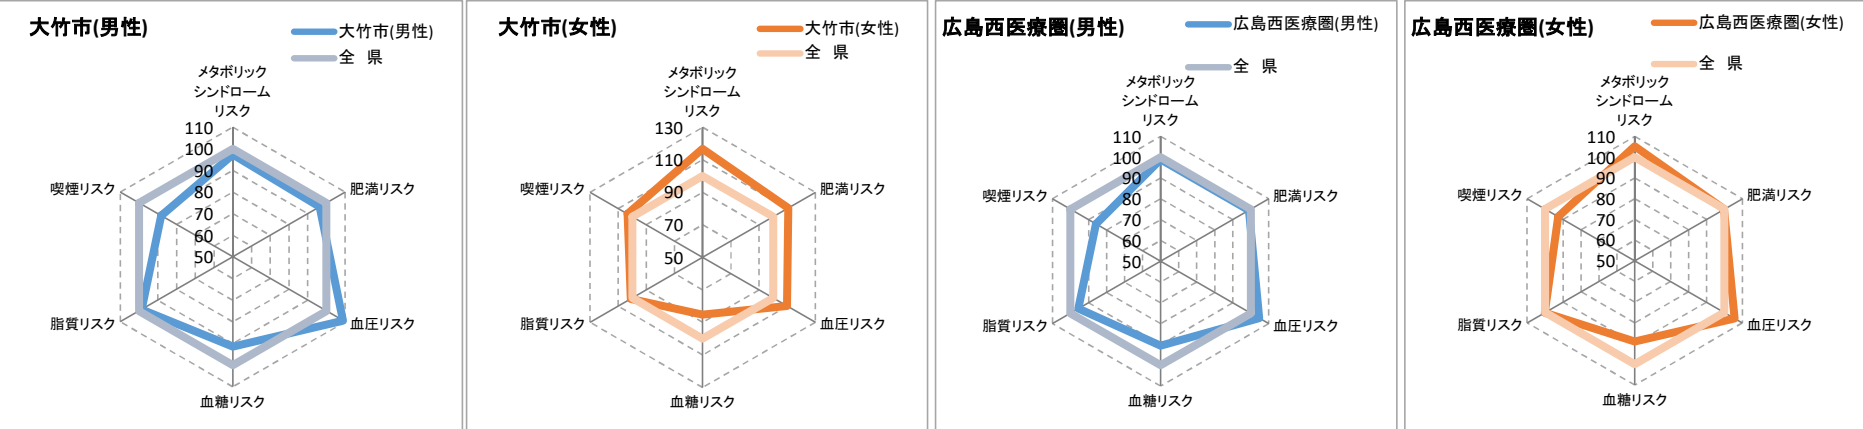 大竹市(男性)
大竹市(男性)
全 県
メタボリック
シンドローム
リスク
110
100
90
80
70
60
50
肥満リスク
血圧リスク
血糖リスク
脂質リスク
喫煙リスク
大竹市(女性)
大竹市(女性)
全 県
メタボリック
シンドローム
リスク
130
110
90
70
50
肥満リスク
血圧リスク
血糖リスク
脂質リスク
喫煙リスク
広島西医療圏(男性)
広島西医療圏(男性)
全 県
メタボリック
シンドローム
リスク
110
100
90
80
70
60
50
肥満リスク
血圧リスク
血糖リスク
脂質リスク
喫煙リスク
広島西医療圏(女性)
広島西医療圏(女性)
全 県
メタボリック
シンドローム
リスク
110
100
90
80
70
60
50
肥満リスク
血圧リスク
血糖リスク
脂質リスク
喫煙リスク